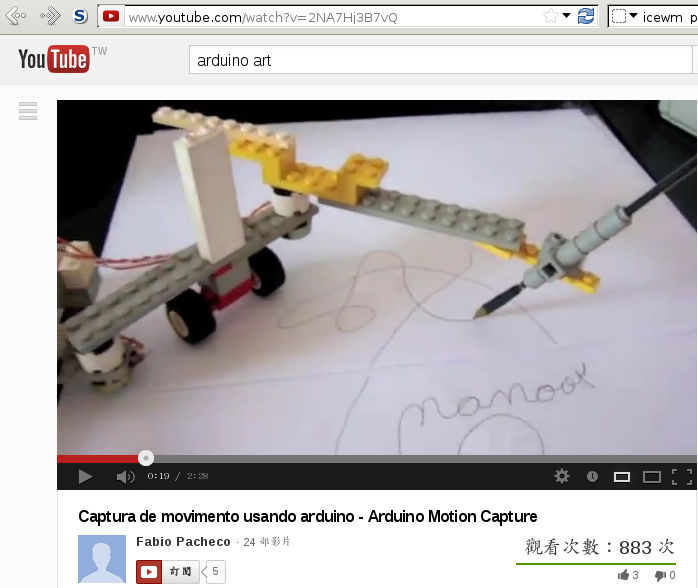 www.youtube.com/watch?v=2NA7Hj3B7vQ
icewm p
YouTube TW
arduino art
0:19 / 2:28
Captura de movimento usando arduino - Arduino Motion Capture
Fabio Pacheco · 24 部影片
觀看次數：883 次
訂閱 5
3 0